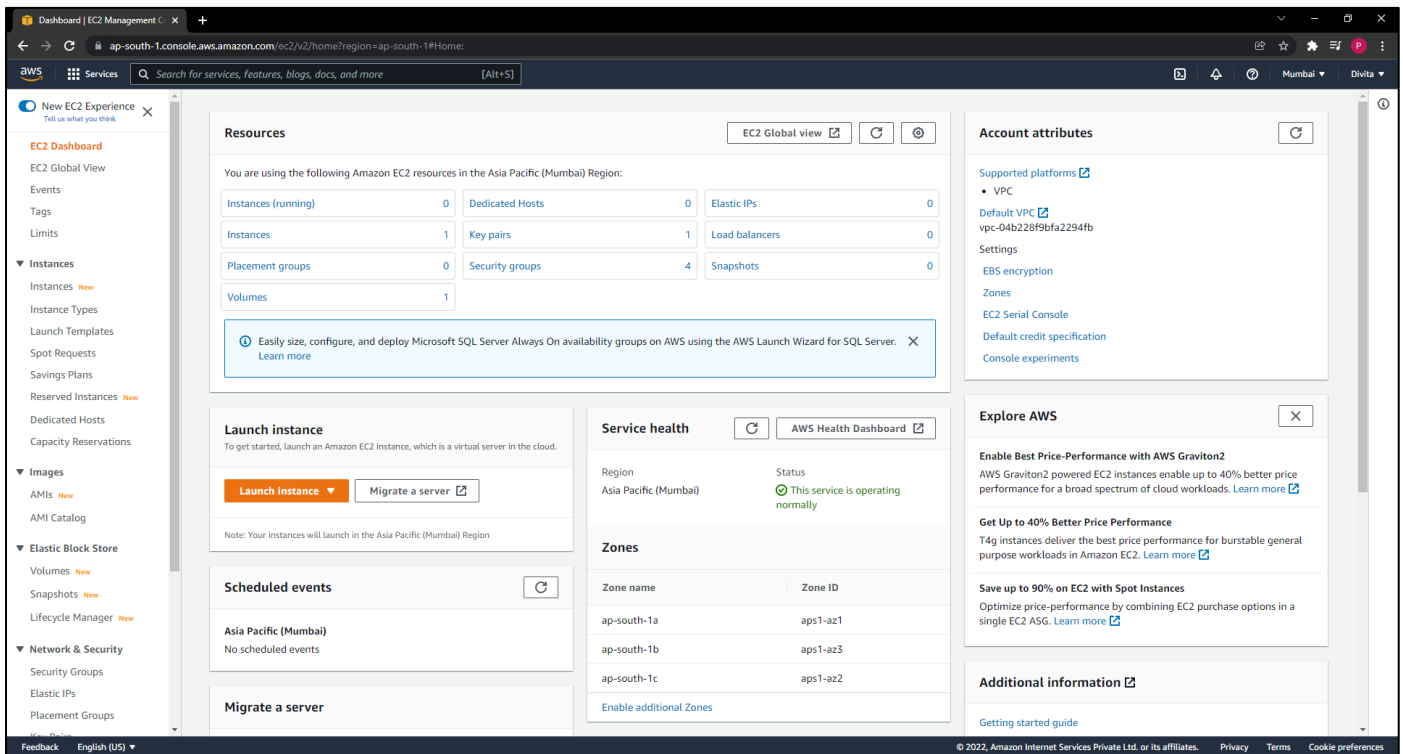 Dashboard | EC2 Management C
ap-south-1.console.aws.amazon.com/ec2/v2/home?region=ap-south-1#Home:
P
aws
Services
Search for services, features, blogs, docs, and more
[Alt+S]
Mumbai
Divita
New EC2 Experience
Tell us what you think
EC2 Dashboard
EC2 Global View
Events
Tags
Limits
Instances
Instances New
Instance Types
Launch Templates
Spot Requests
Savings Plans
Reserved Instances New
Dedicated Hosts
Capacity Reservations
Images
AMIs New
AMI Catalog
Elastic Block Store
Volumes New
Snapshots New
Lifecycle Manager New
Network & Security
Security Groups
Elastic IPs
Placement Groups
Resources
EC2 Global view
You are using the following Amazon EC2 resources in the Asia Pacific (Mumbai) Region:
Instances (running) 0
Dedicated Hosts 0
Elastic IPs 0
Instances 1
Key pairs 1
Load balancers 0
Placement groups 0
Security groups 4
Snapshots 0
Volumes 1
Easily size, configure, and deploy Microsoft SQL Server Always On availability groups on AWS using the AWS Launch Wizard for SQL Server.
Learn more
Launch instance
To get started, launch an Amazon EC2 instance, which is a virtual server in the cloud.
Launch instance
Migrate a server
Note: Your instances will launch in the Asia Pacific (Mumbai) Region
Scheduled events
Asia Pacific (Mumbai)
No scheduled events
Migrate a server
Service health
AWS Health Dashboard
Region
Status
Asia Pacific (Mumbai)
This service is operating
normally
Zones
Zone name
Zone ID
ap-south-1a
aps1-az1
ap-south-1b
aps1-az3
ap-south-1c
aps1-az2
Enable additional Zones
Account attributes
Supported platforms
• VPC
Default VPC
vpc-04b228f9bfa2294fb
Settings
EBS encryption
Zones
EC2 Serial Console
Default credit specification
Console experiments
Explore AWS
Enable Best Price-Performance with AWS Graviton2
AWS Graviton2 powered EC2 instances enable up to 40% better price
performance for a broad spectrum of cloud workloads. Learn more
Get Up to 40% Better Price Performance
T4g instances deliver the best price performance for burstable general
purpose workloads in Amazon EC2. Learn more
Save up to 90% on EC2 with Spot Instances
Optimize price-performance by combining EC2 purchase options in a
single EC2 ASG. Learn more
Additional information
Getting started guide
Feedback
English (US)
© 2022, Amazon Internet Services Private Ltd. or its affiliates.
Privacy
Terms
Cookie preferences